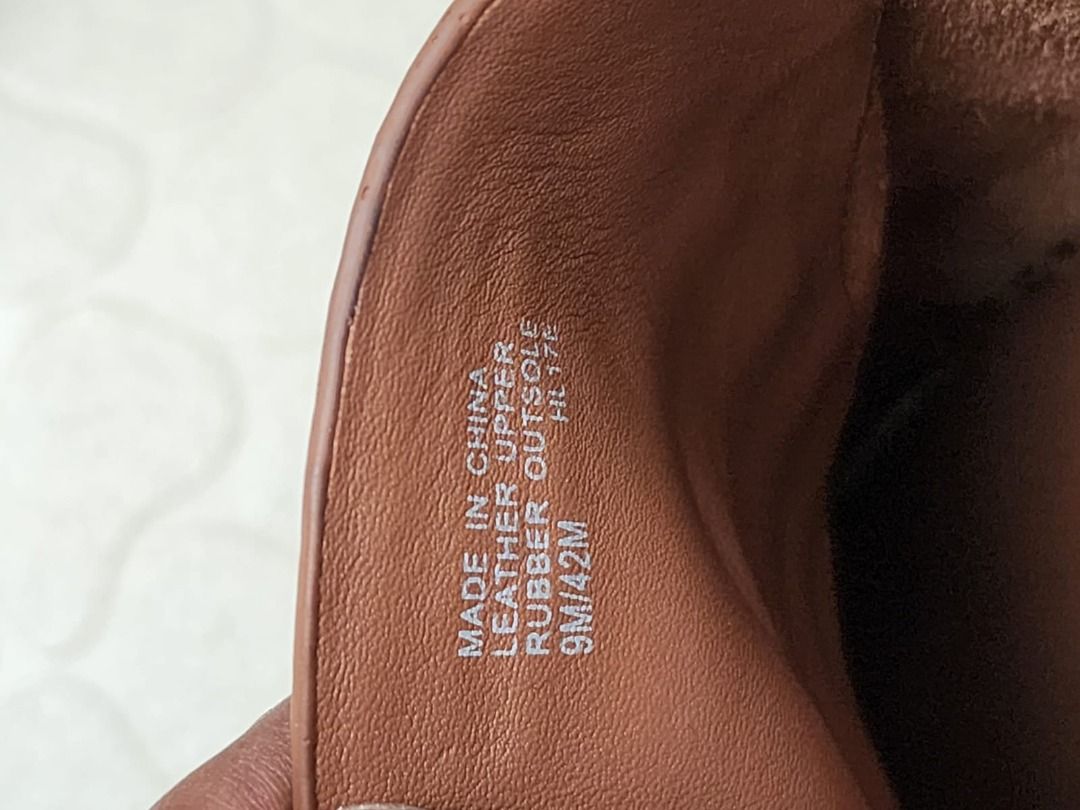 MADE IN CHINA
LEATHER UPPER
RUBBER OUTSOLE
9M/42M